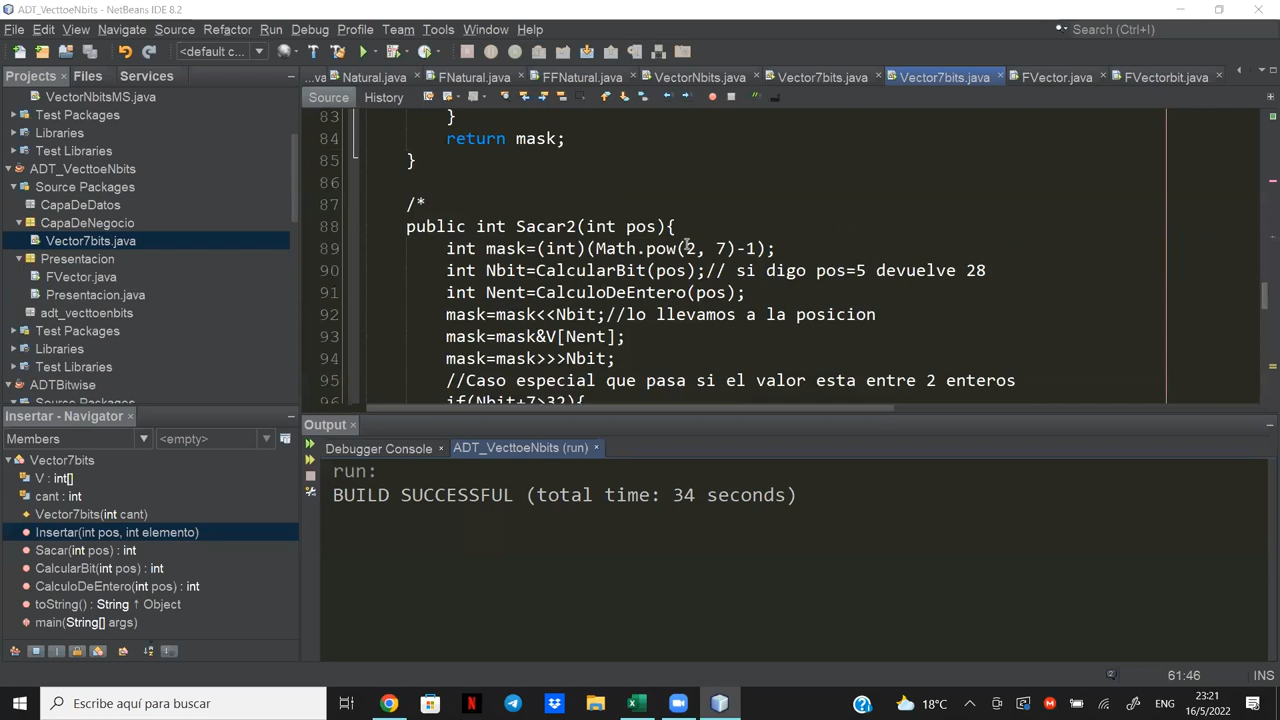 ADT_VecttoeNbits - NetBeans IDE 8.2
File Edit View Navigate Source Refactor Run Debug Profile Team Tools Window Help
Search (Ctrl+I)
<default c...
Projects Files Services
...va Natural.java FNatural.java FFNatural.java VectorNbits.java Vector7bits.java Vector7bits.java FVector.java FVectorbit.java
Source History
VectorNbitsMS.java
Test Packages
Libraries
Test Libraries
ADT_VecttoeNbits
Source Packages
CapaDeDatos
CapaDeNegocio
Vector7bits.java
Presentacion
FVector.java
Presentacion.java
adt_vecttoenbits
Test Packages
Libraries
Test Libraries
ADTBitwise
83 }
84 return mask;
85 }
86
87 /*
88 public int Sacar2(int pos){
89 int mask=(int)(Math.pow(2, 7)-1);
90 int Nbit=CalcularBit(pos);// si digo pos=5 devuelve 28
91 int Nent=CalculoDeEntero(pos);
92 mask=mask<<Nbit;//lo llevamos a la posicion
93 mask=mask&V[Nent];
94 mask=mask>>>Nbit;
95 //Caso especial que pasa si el valor esta entre 2 enteros
96 if(Nbit+7>32){
Insertar - Navigator
Members <empty>
Vector7bits
V : int[]
cant : int
Vector7bits(int cant)
Insertar(int pos, int elemento)
Sacar(int pos) : int
CalcularBit(int pos) : int
CalculoDeEntero(int pos) : int
toString() : String ↑ Object
main(String[] args)
Output
Debugger Console ADT_VecttoeNbits (run)
run:
BUILD SUCCESSFUL (total time: 34 seconds)
61:46 INS
Escribe aquí para buscar
18°C
ENG
23:21
16/5/2022